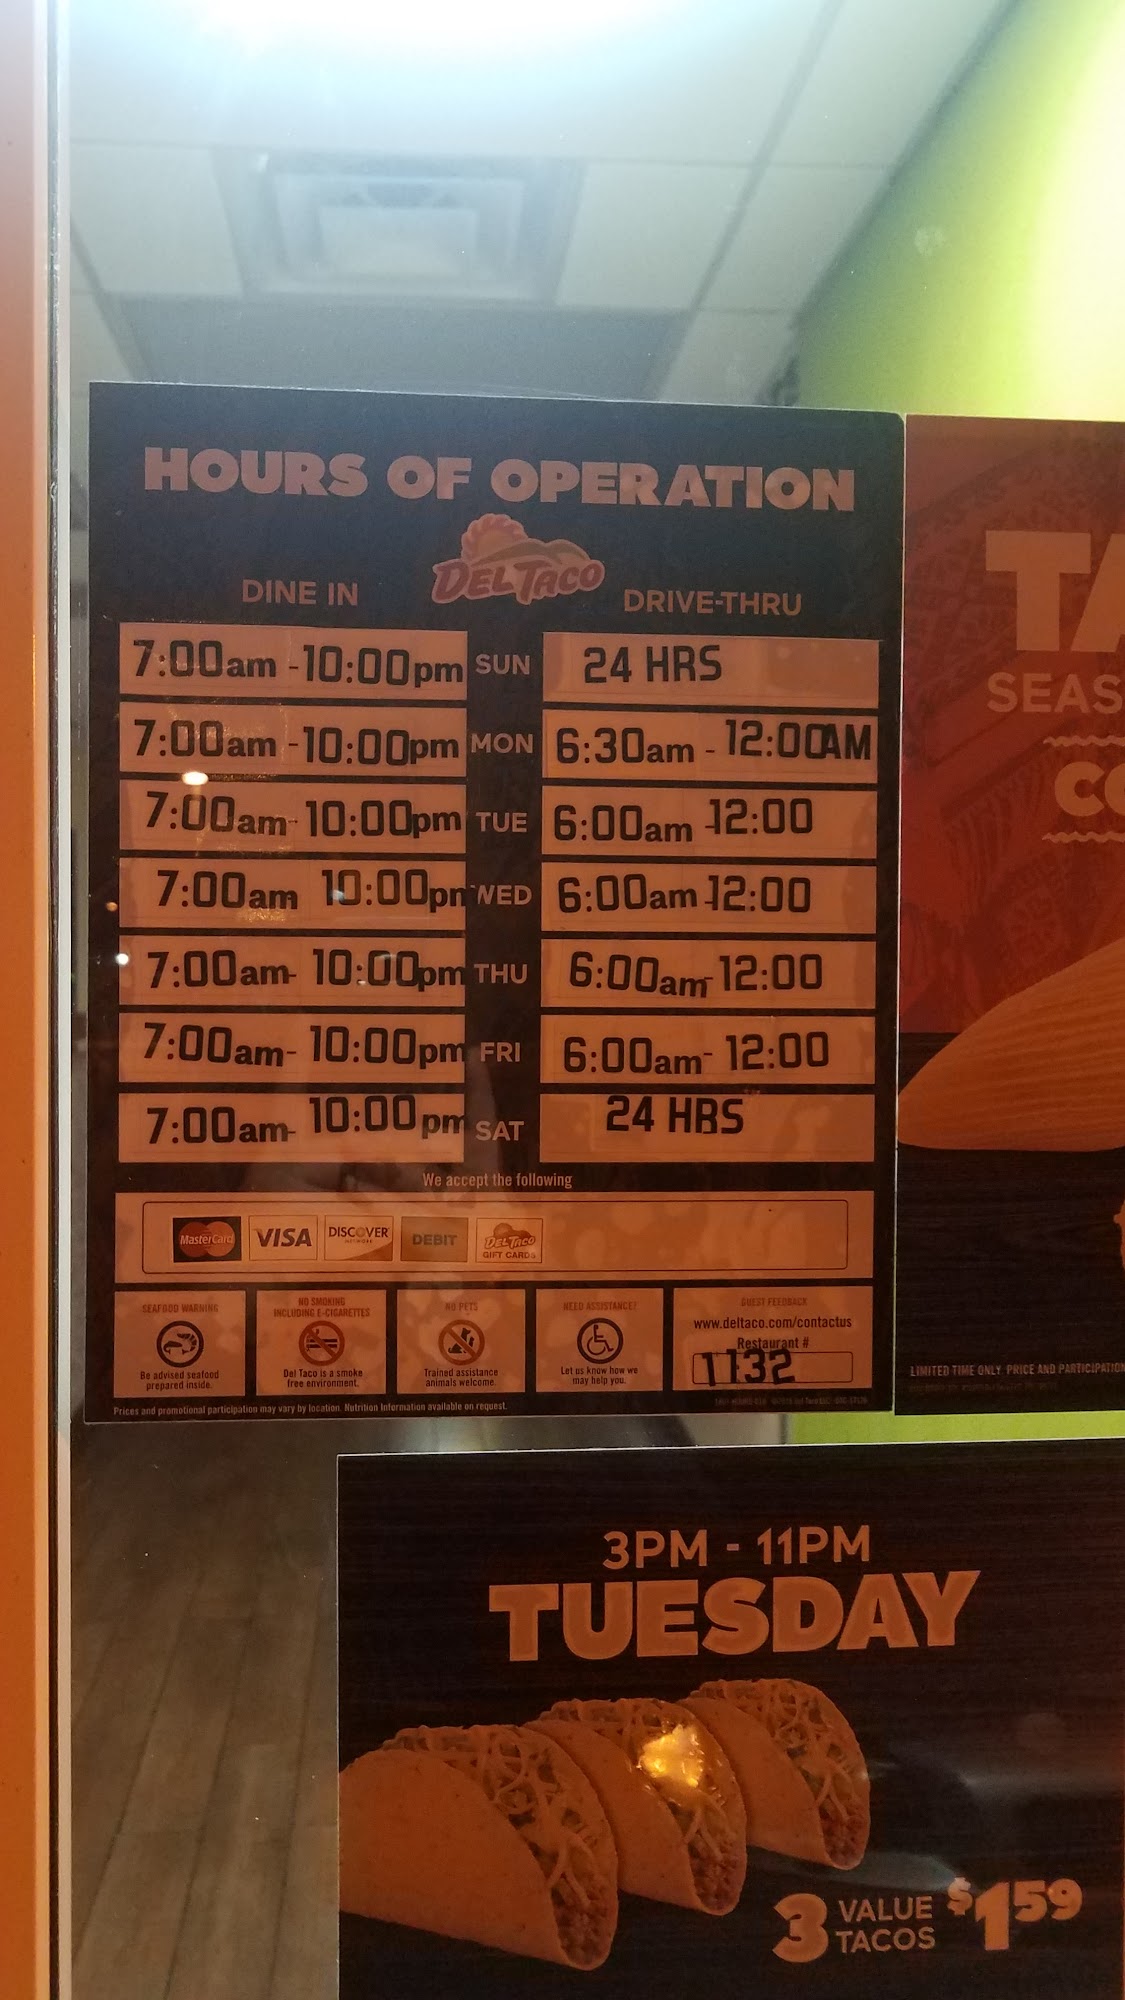 HOURS OF OPERATION
DEL TACO
DINE IN DRIVE-THRU
7:00am - 10:00pm SUN 24 HRS
7:00am - 10:00pm MON 6:30am - 12:00AM
7:00am- 10:00pm TUE 6:00am -12:00
7:00am 10:00pm WED 6:00am -12:00
7:00am- 10:00pm THU 6:00am- 12:00
7:00am- 10:00pm FRI 6:00am- 12:00
7:00am- 10:00pm SAT 24 HRS
We accept the following
MasterCard VISA DISCOVER NETWORK DEBIT DEL TACO GIFT CARDS
SEAFOOD WARNING
Be advised seafood
prepared inside.
NO SMOKING
INCLUDING E-CIGARETTES
Del Taco is a smoke
free environment.
NO PETS
Trained assistance
animals welcome.
NEED ASSISTANCE?
Let us know how we
may help you.
GUEST FEEDBACK
www.deltaco.com/contactus
Restaurant #
1132
Prices and promotional participation may vary by location. Nutrition Information available on request.
TA
SEAS
CO
LIMITED TIME ONLY. PRICE AND PARTICIPATION
3PM - 11PM
TUESDAY
3 VALUE TACOS $1 59